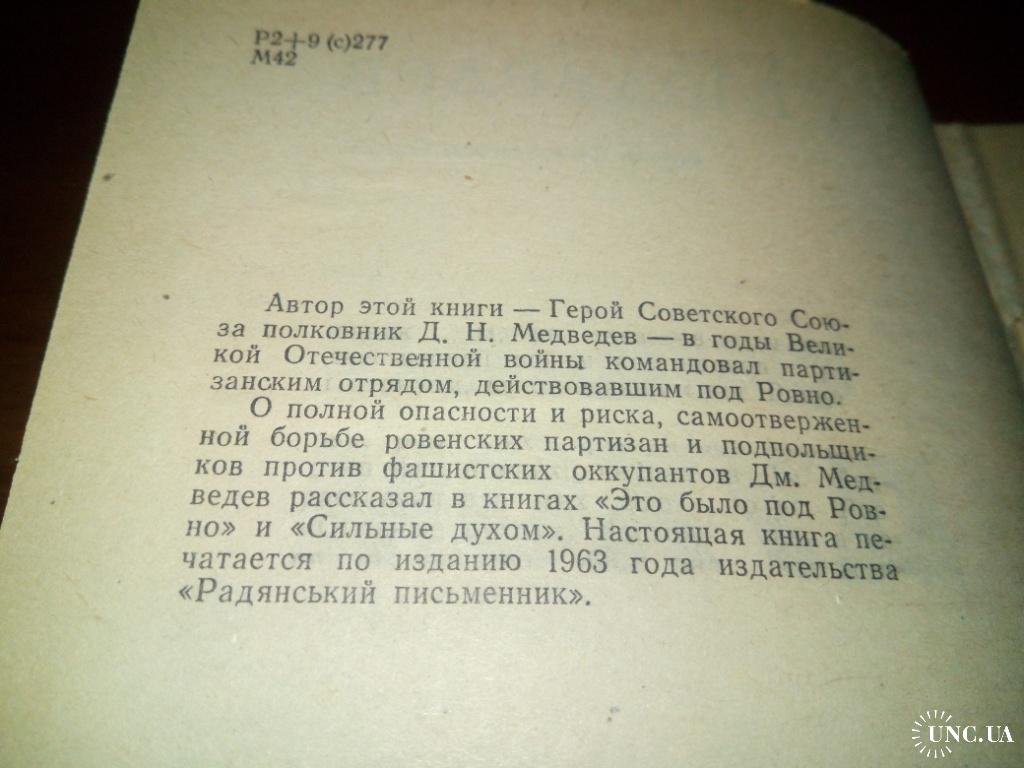 Р2+9 (с)277
М42
Автор этой книги — Герой Советского Сою-
за полковник Д. Н. Медведев — в годы Вели-
кой Отечественной войны командовал парти-
занским отрядом, действовавшим под Ровно.
О полной опасности и риска, самоотвержен-
ной борьбе ровенских партизан и подпольщи-
ков против фашистских оккупантов Дм. Мед-
ведев рассказал в книгах «Это было под Ров-
но» и «Сильные духом». Настоящая книга пе-
чатается по изданию 1963 года издательства
«Радянський письменник».
UNC.UA